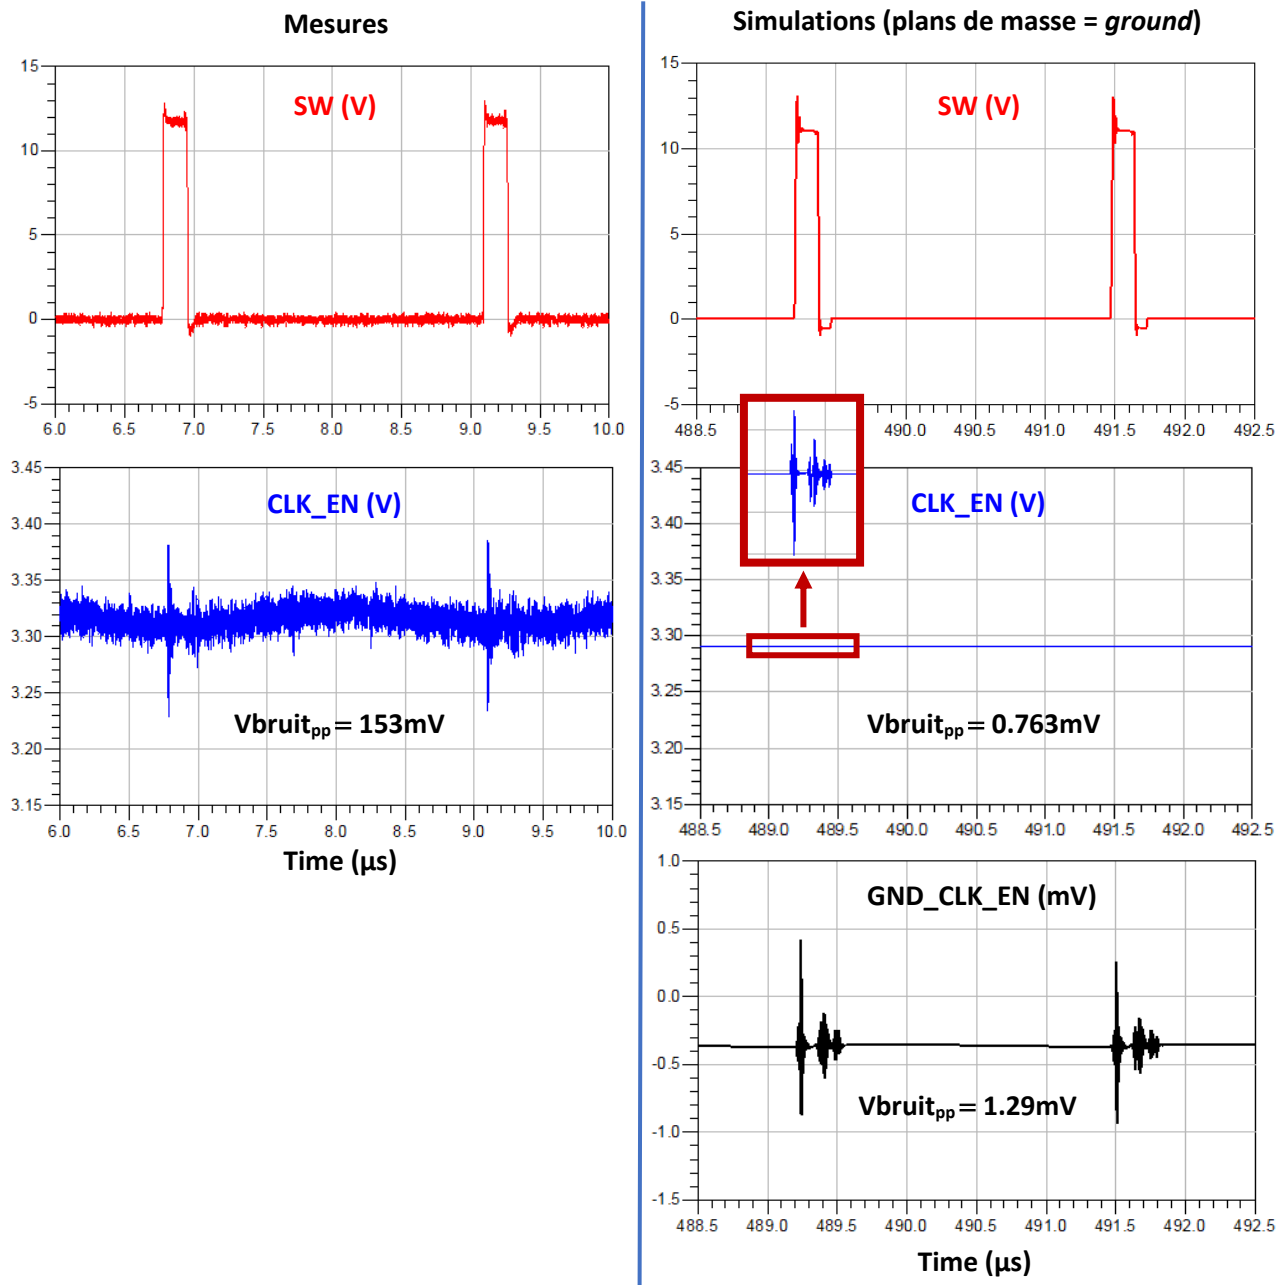 Mesures
15
10
5
0
-5
SW (V)
6.0 6.5 7.0 7.5 8.0 8.5 9.0 9.5 10.0
3.45
3.40
3.35
3.30
3.25
3.20
3.15
CLK_EN (V)
Vbruitpp = 153mV
6.0 6.5 7.0 7.5 8.0 8.5 9.0 9.5 10.0
Time (µs)
Simulations (plans de masse = ground)
15
10
5
0
-5
SW (V)
488.5 490.0 490.5 491.0 491.5 492.0 492.5
3.45
3.40
3.35
3.30
3.25
3.20
3.15
CLK_EN (V)
Vbruitpp = 0.763mV
488.5 489.0 489.5 490.0 490.5 491.0 491.5 492.0 492.5
1.0
0.5
0.0
-0.5
-1.0
-1.5
GND_CLK_EN (mV)
Vbruitpp = 1.29mV
488.5 489.0 489.5 490.0 490.5 491.0 491.5 492.0 492.5
Time (µs)